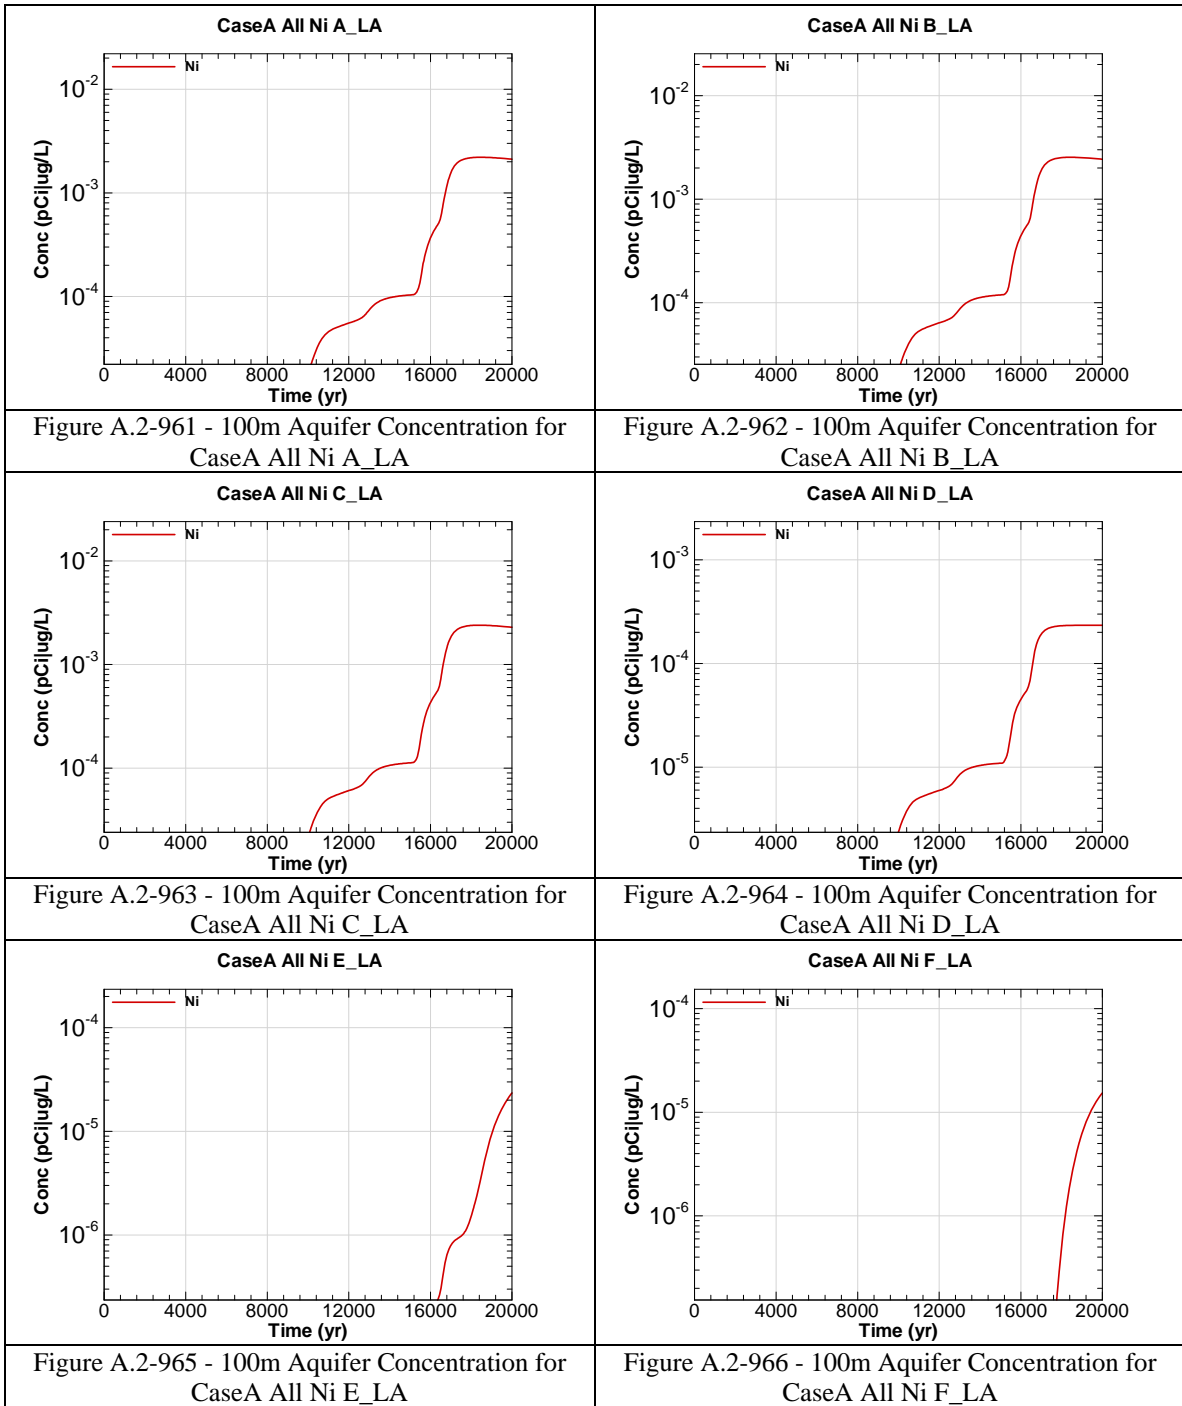 CaseA All Ni A_LA
Ni
10-2
10-3
10-4
Conc (pCi|ug/L)
0 4000 8000 12000 16000 20000
Time (yr)
Figure A.2-961 - 100m Aquifer Concentration for
CaseA All Ni A_LA
CaseA All Ni B_LA
Ni
10-2
10-3
10-4
Conc (pCi|ug/L)
0 4000 8000 12000 16000 20000
Time (yr)
Figure A.2-962 - 100m Aquifer Concentration for
CaseA All Ni B_LA
CaseA All Ni C_LA
Ni
10-2
10-3
10-4
Conc (pCi|ug/L)
0 4000 8000 12000 16000 20000
Time (yr)
Figure A.2-963 - 100m Aquifer Concentration for
CaseA All Ni C_LA
CaseA All Ni D_LA
Ni
10-3
10-4
10-5
Conc (pCi|ug/L)
0 4000 8000 12000 16000 20000
Time (yr)
Figure A.2-964 - 100m Aquifer Concentration for
CaseA All Ni D_LA
CaseA All Ni E_LA
Ni
10-4
10-5
10-6
Conc (pCi|ug/L)
0 4000 8000 12000 16000 20000
Time (yr)
Figure A.2-965 - 100m Aquifer Concentration for
CaseA All Ni E_LA
CaseA All Ni F_LA
Ni
10-4
10-5
10-6
Conc (pCi|ug/L)
0 4000 8000 12000 16000 20000
Time (yr)
Figure A.2-966 - 100m Aquifer Concentration for
CaseA All Ni F_LA